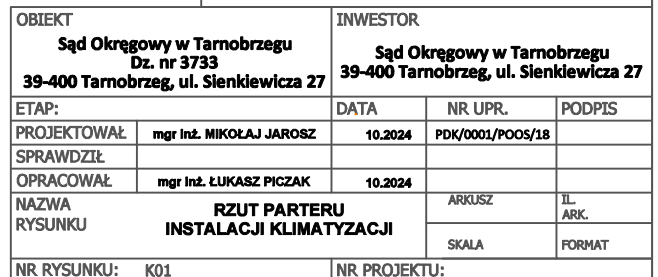 OBIEKT
Sąd Okręgowy w Tarnobrzegu
Dz. nr 3733
39-400 Tarnobrzeg, ul. Sienkiewicza 27
INWESTOR
Sąd Okręgowy w Tarnobrzegu
39-400 Tarnobrzeg, ul. Sienkiewicza 27
ETAP: DATA NR UPR. PODPIS
PROJEKTOWAŁ mgr inż. MIKOŁAJ JAROSZ 10.2024 PDK/0001/POOS/18
SPRAWDZIŁ
OPRACOWAŁ mgr inż. ŁUKASZ PICZAK 10.2024
NAZWA
RYSUNKU
RZUT PARTERU
INSTALACJI KLIMATYZACJI
ARKUSZ
IL.
ARK.
SKALA
FORMAT
NR RYSUNKU: K01
NR PROJEKTU: